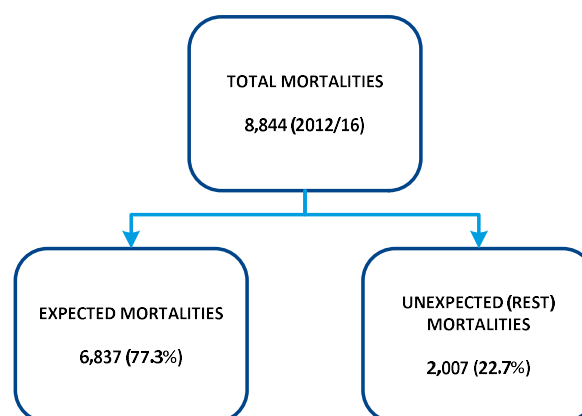 TOTAL MORTALITIES
8,844 (2012/16)
EXPECTED MORTALITIES
6,837 (77.3%)
UNEXPECTED (REST)
MORTALITIES
2,007 (22.7%)